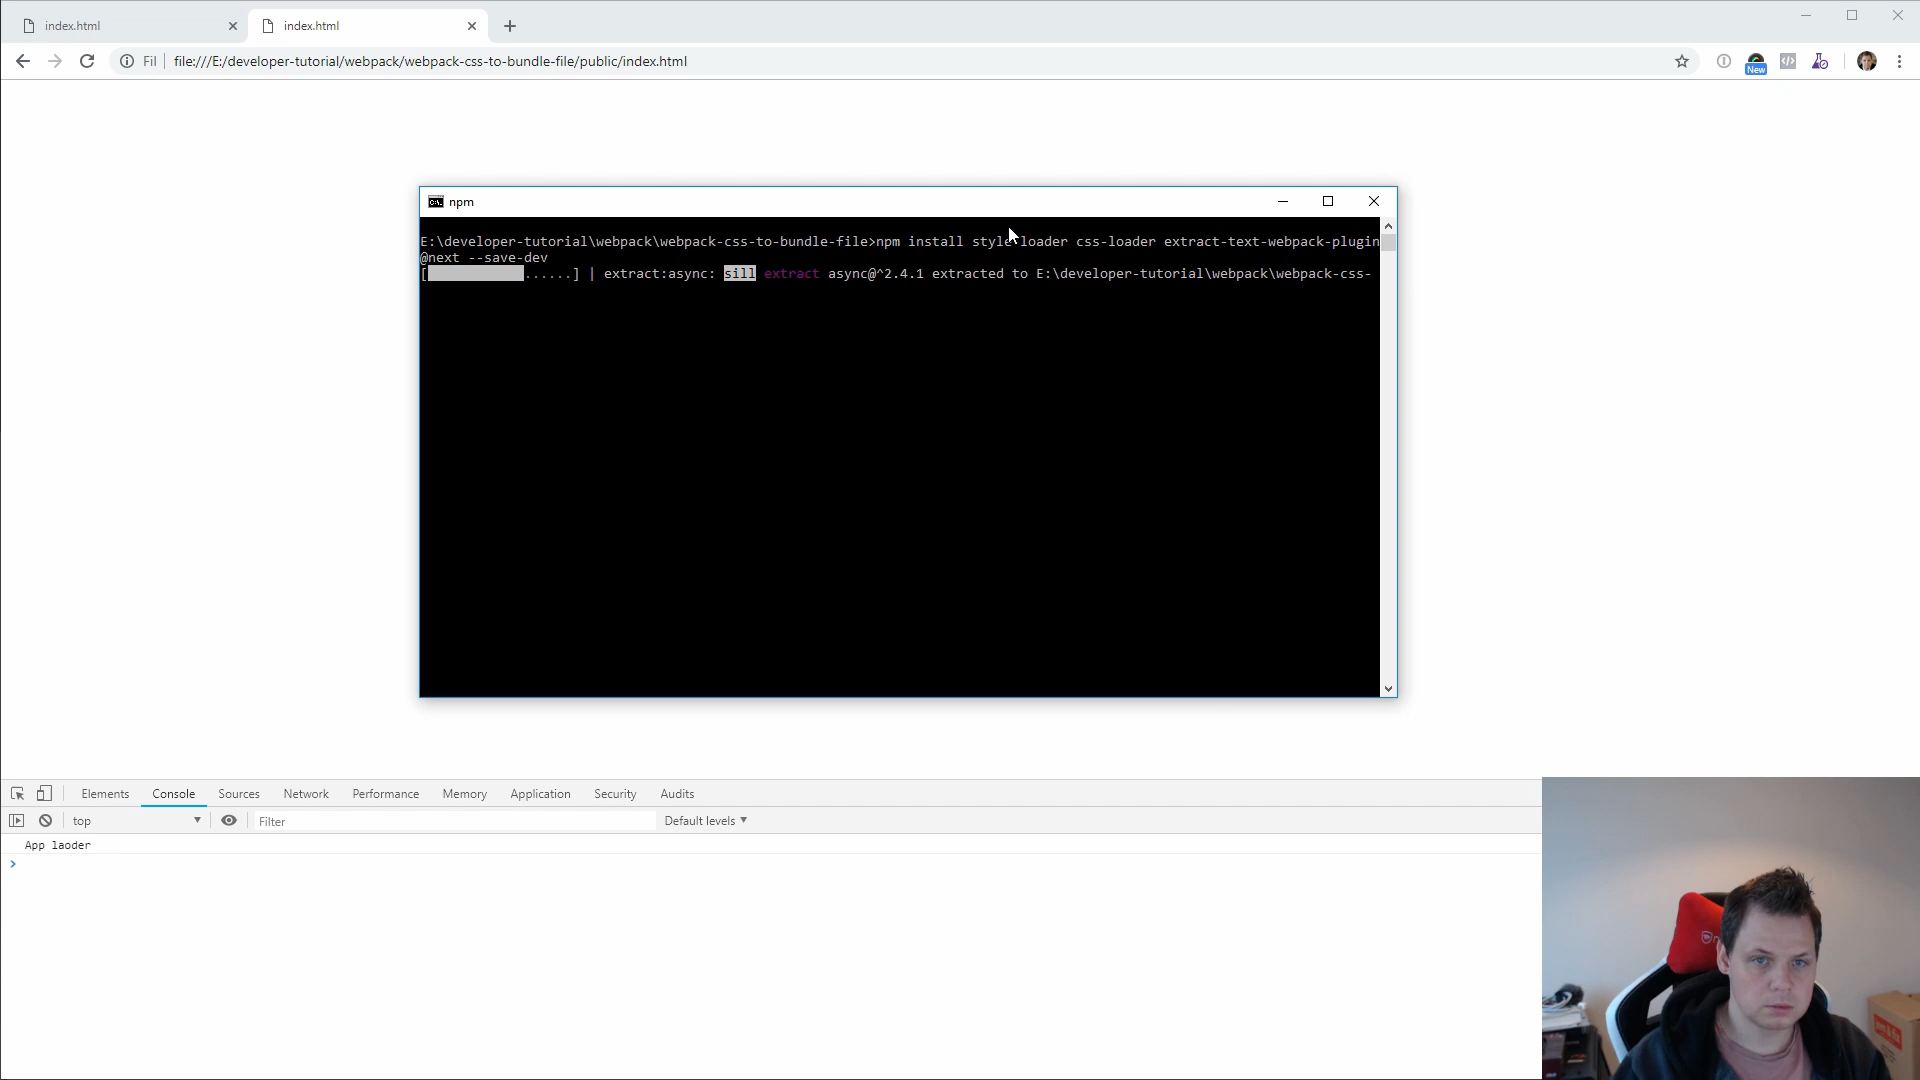 index.html
index.html
Fil
file:///E:/developer-tutorial/webpack/webpack-css-to-bundle-file/public/index.html
New
npm
E:\developer-tutorial\webpack\webpack-css-to-bundle-file>npm install style-loader css-loader extract-text-webpack-plugin
@next --save-dev
[ ......] | extract:async: sill extract async@^2.4.1 extracted to E:\developer-tutorial\webpack\webpack-css-
Elements
Console
Sources
Network
Performance
Memory
Application
Security
Audits
top
Filter
Default levels
App laoder